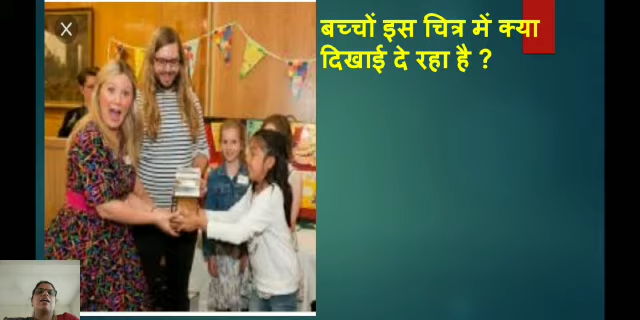 बच्चों इस चित्र में क्या
दिखाई दे रहा है ?